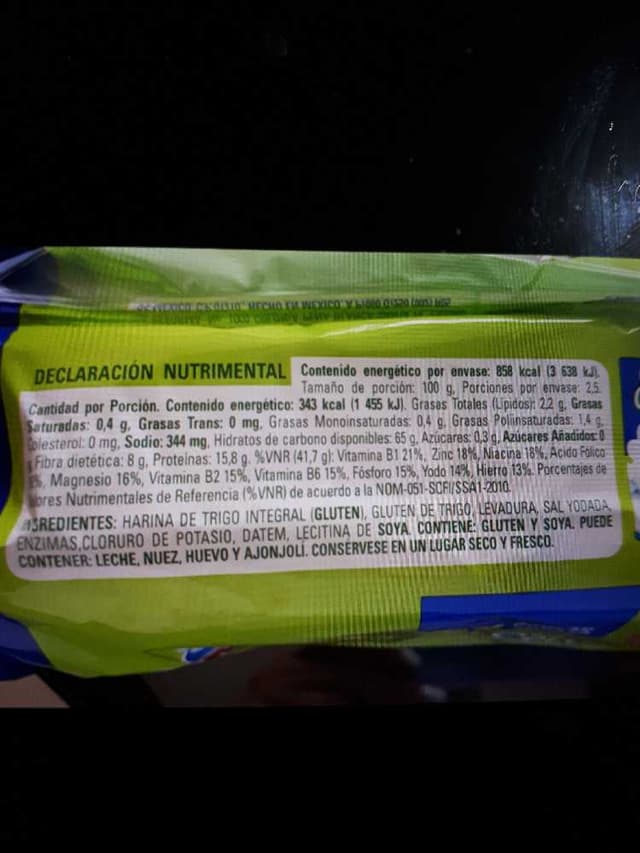 HECHO EN MÉXICO
DECLARACIÓN NUTRIMENTAL Contenido energético por envase: 858 kcal (3 638 kJ).
Tamaño de porción: 100 g, Porciones por envase: 2.5.
Cantidad por Porción. Contenido energético: 343 kcal (1 455 kJ). Grasas Totales (Lípidos): 2,2 g, Grasas
Saturadas: 0,4 g, Grasas Trans: 0 mg, Grasas Monoinsaturadas: 0,4 g, Grasas Poliinsaturadas: 1,4 g,
Colesterol: 0 mg, Sodio: 344 mg, Hidratos de carbono disponibles: 65 g, Azúcares: 0,3 g, Azúcares Añadidos: 0
Fibra dietética: 8 g, Proteínas: 15,8 g. %VNR (41,7 g): Vitamina B1 21%, Zinc 18%, Niacina 18%, Ácido Fólico
Magnesio 16%, Vitamina B2 15%, Vitamina B6 15%, Fósforo 15%, Yodo 14%, Hierro 13%. Porcentajes de
Nutrimentales de Referencia (%VNR) de acuerdo a la NOM-051-SCFI/SSA1-2010.
INGREDIENTES: HARINA DE TRIGO INTEGRAL (GLUTEN), GLUTEN DE TRIGO, LEVADURA, SAL YODADA,
ENZIMAS,CLORURO DE POTASIO, DATEM, LECITINA DE SOYA. CONTIENE: GLUTEN Y SOYA. PUEDE
CONTENER: LECHE, NUEZ, HUEVO Y AJONJOLÍ. CONSÉRVESE EN UN LUGAR SECO Y FRESCO.